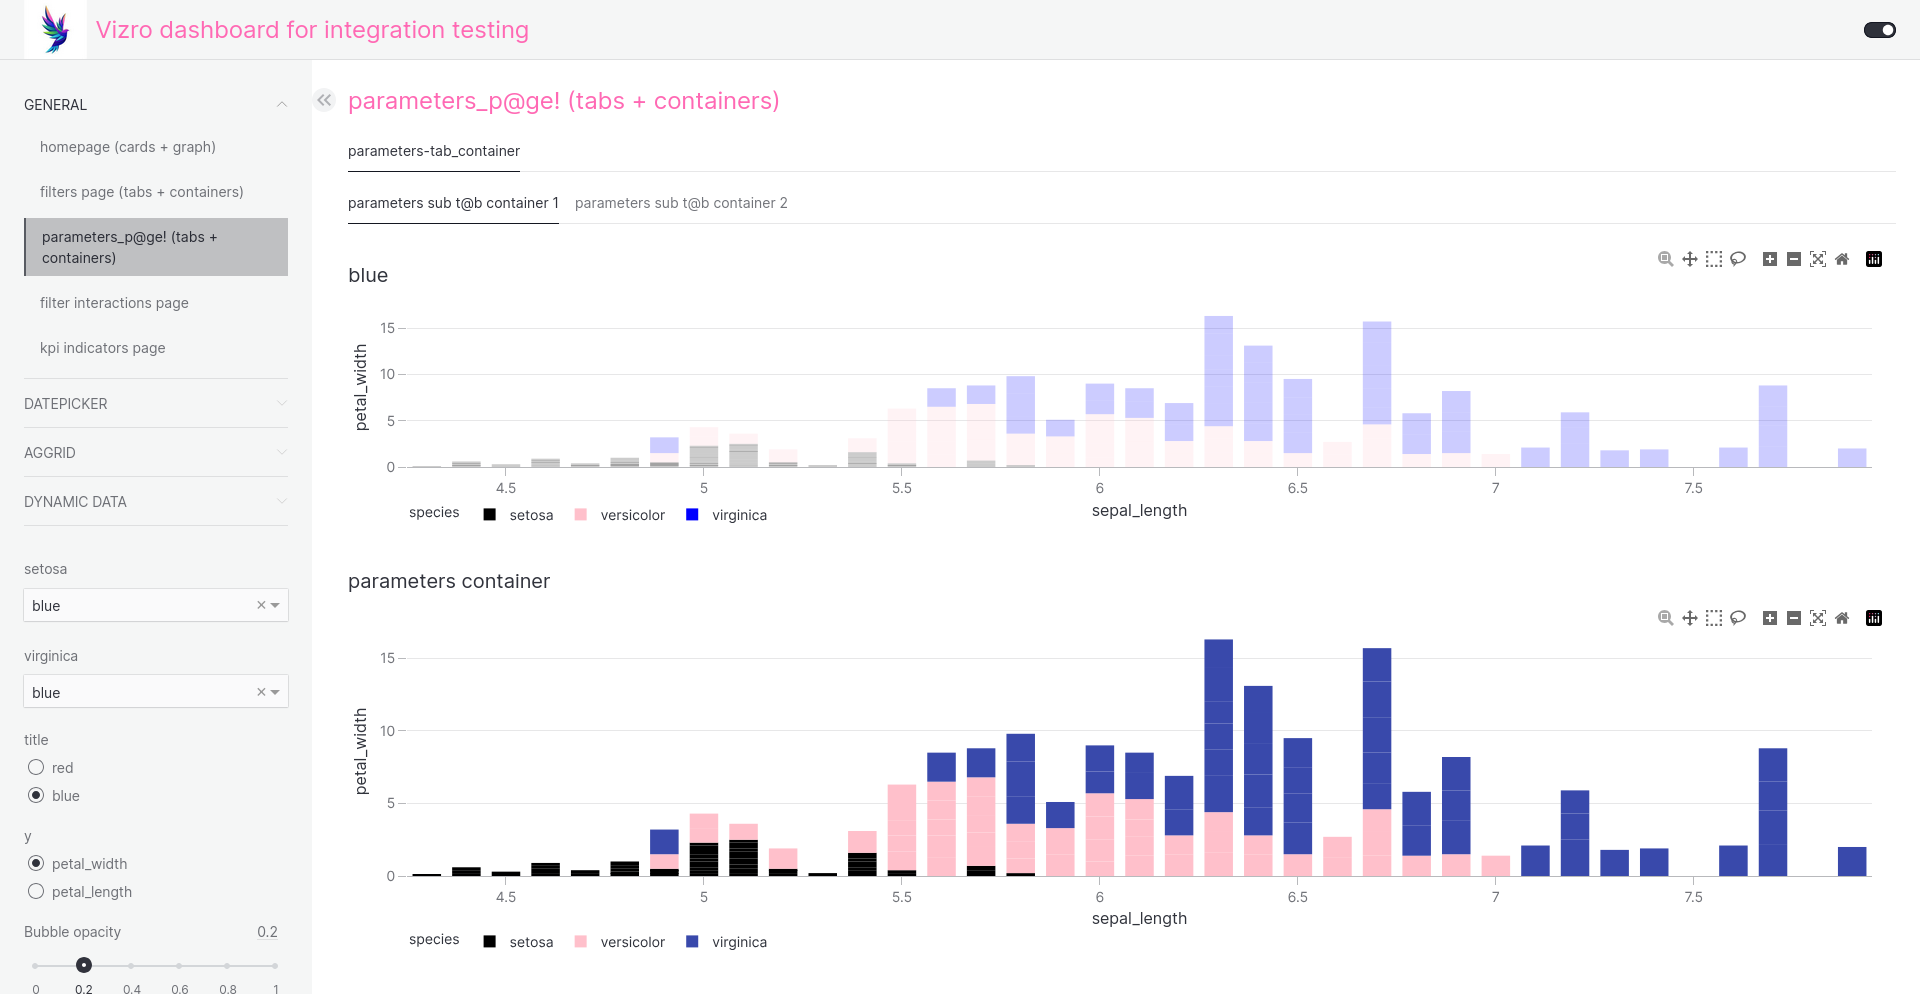 Vizro dashboard for integration testing
GENERAL
homepage (cards + graph)
filters page (tabs + containers)
parameters_p@ge! (tabs +
containers)
filter interactions page
kpi indicators page
DATEPICKER
AGGRID
DYNAMIC DATA
setosa
blue
virginica
blue
title
red
blue
y
petal_width
petal_length
Bubble opacity 0.2
0 0.2 0.4 0.6 0.8 1
parameters_p@ge! (tabs + containers)
parameters-tab_container
parameters sub t@b container 1 parameters sub t@b container 2
blue
petal_width
15
10
5
0
4.5 5 5.5 6 6.5 7 7.5
sepal_length
species setosa versicolor virginica
parameters container
petal_width
15
10
5
0
4.5 5 5.5 6 6.5 7 7.5
sepal_length
species setosa versicolor virginica